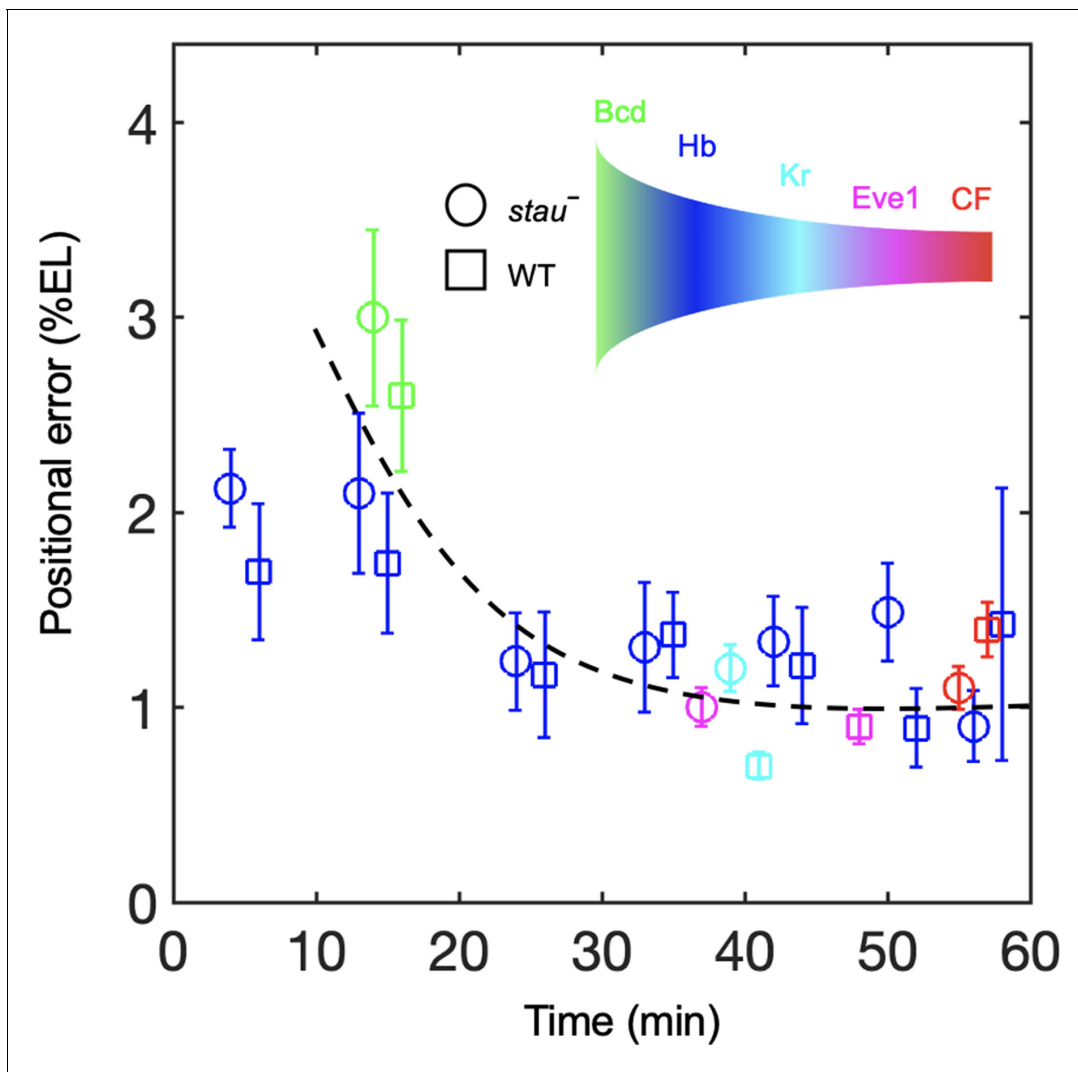 Positional error (%EL)
4
3
2
1
0
0 10 20 30 40 50 60
Time (min)
Bcd
Hb
Kr
Eve1
CF
stau⁻
WT